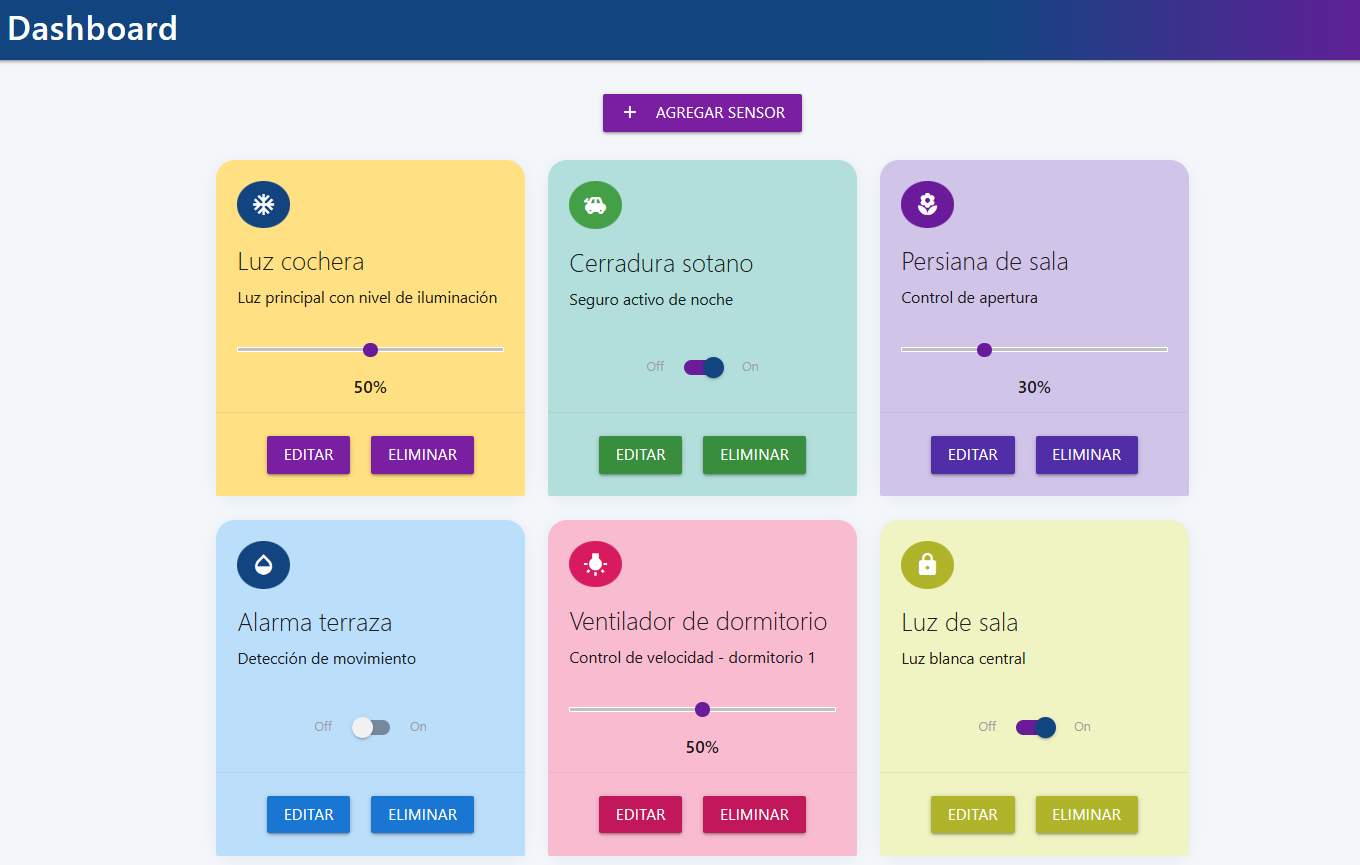 Dashboard
AGREGAR SENSOR
Luz cochera
Luz principal con nivel de iluminación
50%
EDITAR ELIMINAR
Cerradura sotano
Seguro activo de noche
Off On
EDITAR ELIMINAR
Persiana de sala
Control de apertura
30%
EDITAR ELIMINAR
Alarma terraza
Detección de movimiento
Off On
EDITAR ELIMINAR
Ventilador de dormitorio
Control de velocidad - dormitorio 1
50%
EDITAR ELIMINAR
Luz de sala
Luz blanca central
Off On
EDITAR ELIMINAR